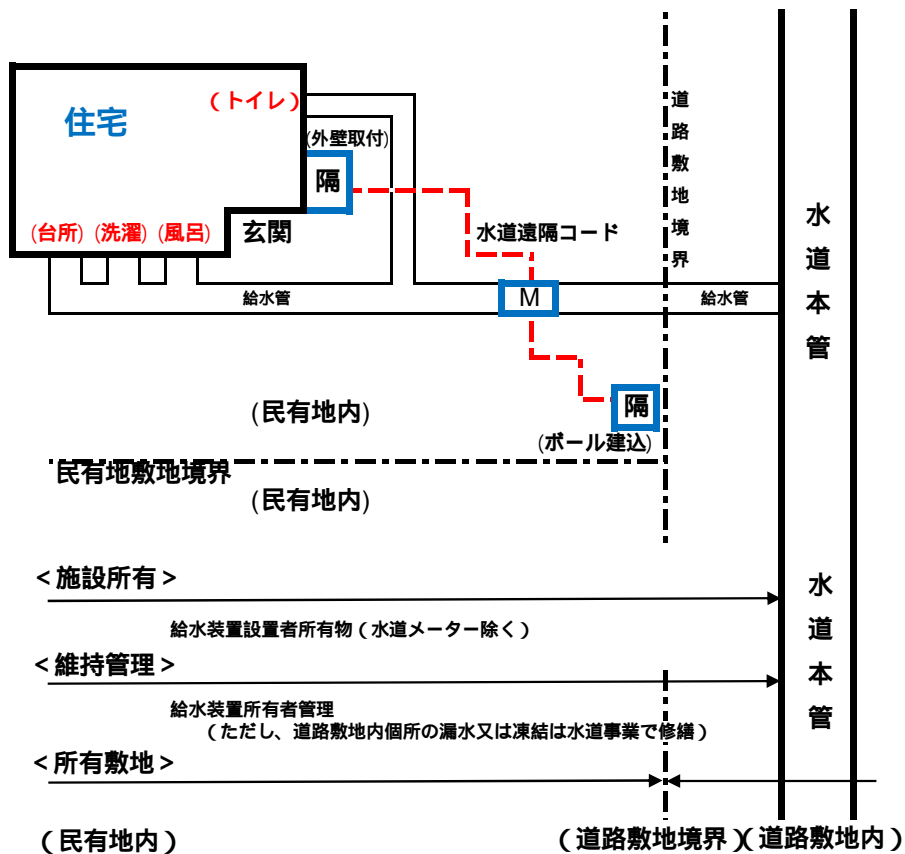 住宅
(トイレ)
(外壁取付)
隔
(台所) (洗濯) (風呂)
玄関
水道遠隔コード
道路敷地境界
水道本管
給水管
M
給水管
隔
(民有地内)
(ボール建込)
民有地敷地境界
(民有地内)
<施設所有>
給水装置設置者所有物(水道メーター除く)
水道本管
<維持管理>
給水装置所有者管理
(ただし、道路敷地内個所の漏水又は凍結は水道事業で修繕)
<所有敷地>
(民有地内)
(道路敷地境界)(道路敷地内)